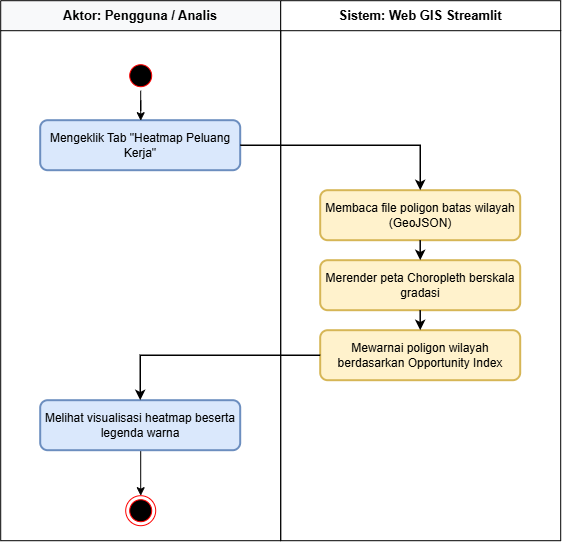 Aktor: Pengguna / Analis
Sistem: Web GIS Streamlit
Mengeklik Tab "Heatmap Peluang
Kerja"
Membaca file poligon batas wilayah
(GeoJSON)
Merender peta Choropleth berskala
gradasi
Mewarnai poligon wilayah
berdasarkan Opportunity Index
Melihat visualisasi heatmap beserta
legenda warna